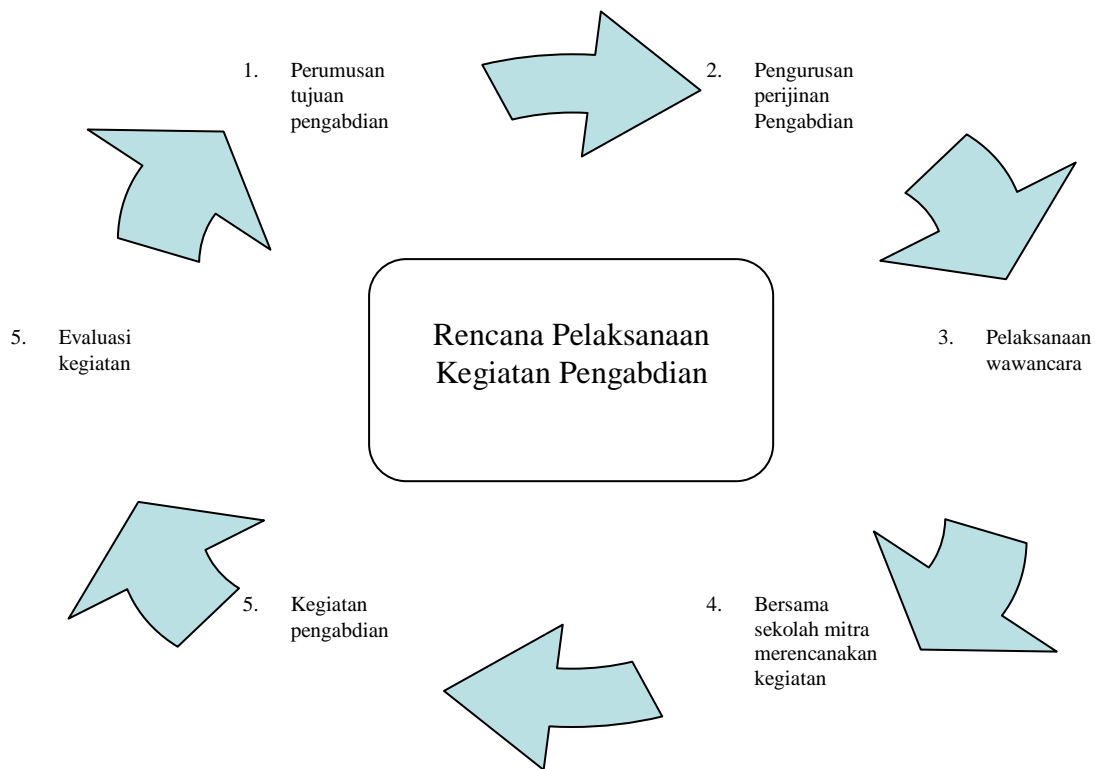 1. Perumusan
tujuan
pengabdian
2. Pengurusan
perijinan
Pengabdian
3. Pelaksanaan
wawancara
4. Bersama
sekolah mitra
merencanakan
kegiatan
5. Kegiatan
pengabdian
5. Evaluasi
kegiatan
Rencana Pelaksanaan
Kegiatan Pengabdian